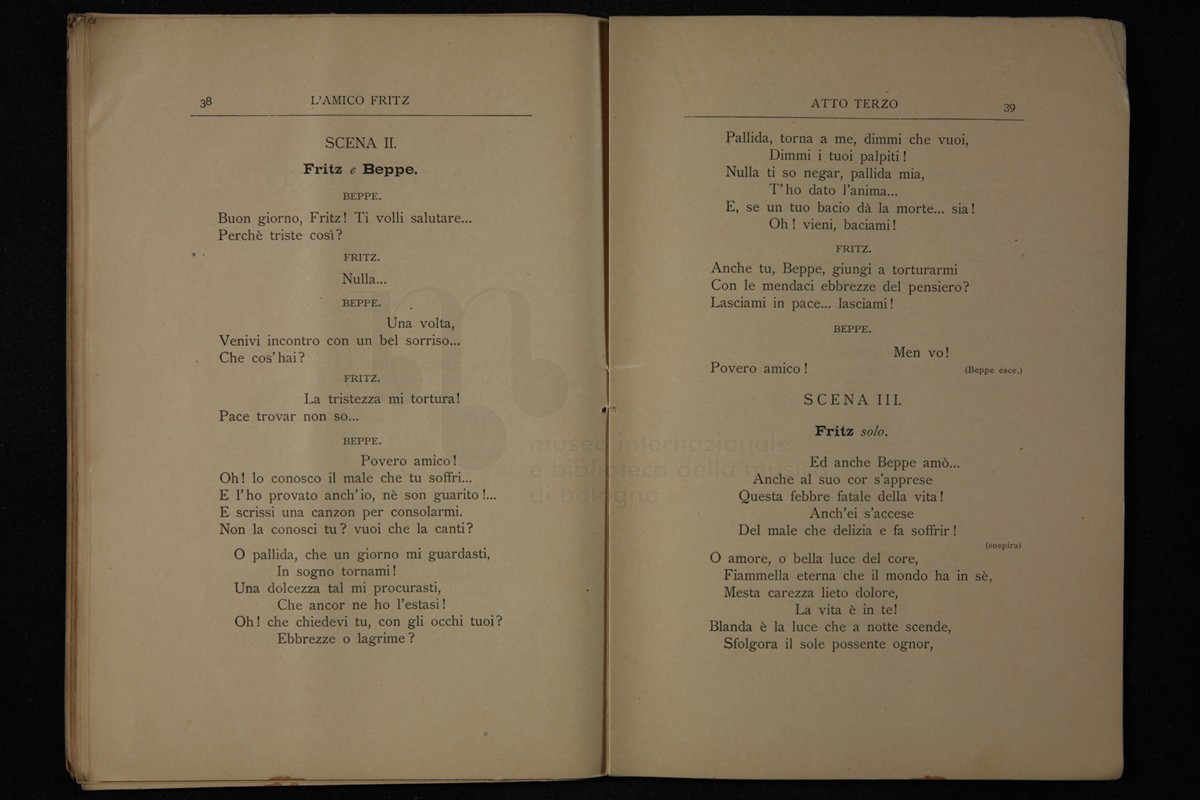 38
L'AMICO FRITZ
SCENA II.
Fritz e Beppe.
BEPPE.
Buon giorno, Fritz! Ti volli salutare...
Perchè triste così?
FRITZ.
Nulla...
BEPPE.
Una volta,
Venivi incontro con un bel sorriso...
Che cos'hai?
FRITZ.
La tristezza mi tortura!
Pace trovar non so...
BEPPE.
Povero amico!
Oh! lo conosco il male che tu soffri...
E l'ho provato anch'io, nè son guarito!...
E scrissi una canzon per consolarmi.
Non la conosci tu? vuoi che la canti?
O pallida, che un giorno mi guardasti,
In sogno tornami!
Una dolcezza tal mi procurasti,
Che ancor ne ho l'estasi!
Oh! che chiedevi tu, con gli occhi tuoi?
Ebbrezze o lagrime?
ATTO TERZO
39
Pallida, torna a me, dimmi che vuoi,
Dimmi i tuoi palpiti!
Nulla ti so negar, pallida mia,
T'ho dato l'anima...
E, se un tuo bacio dà la morte... sia!
Oh! vieni, baciami!
FRITZ.
Anche tu, Beppe, giungi a torturarmi
Con le mendaci ebbrezze del pensiero?
Lasciami in pace... lasciami!
BEPPE.
Men vo!
Povero amico!
(Beppe esce.)
SCENA III.
Fritz solo.
Ed anche Beppe amò...
Anche al suo cor s'apprese
Questa febbre fatale della vita!
Anch'ei s'accese
Del male che delizia e fa soffrir!
(sospira)
O amore, o bella luce del core,
Fiammella eterna che il mondo ha in sè,
Mesta carezza lieto dolore,
La vita è in te!
Blanda è la luce che a notte scende,
Sfolgora il sole possente ognor,
museo internazionale
e biblioteca della musica
di bologna